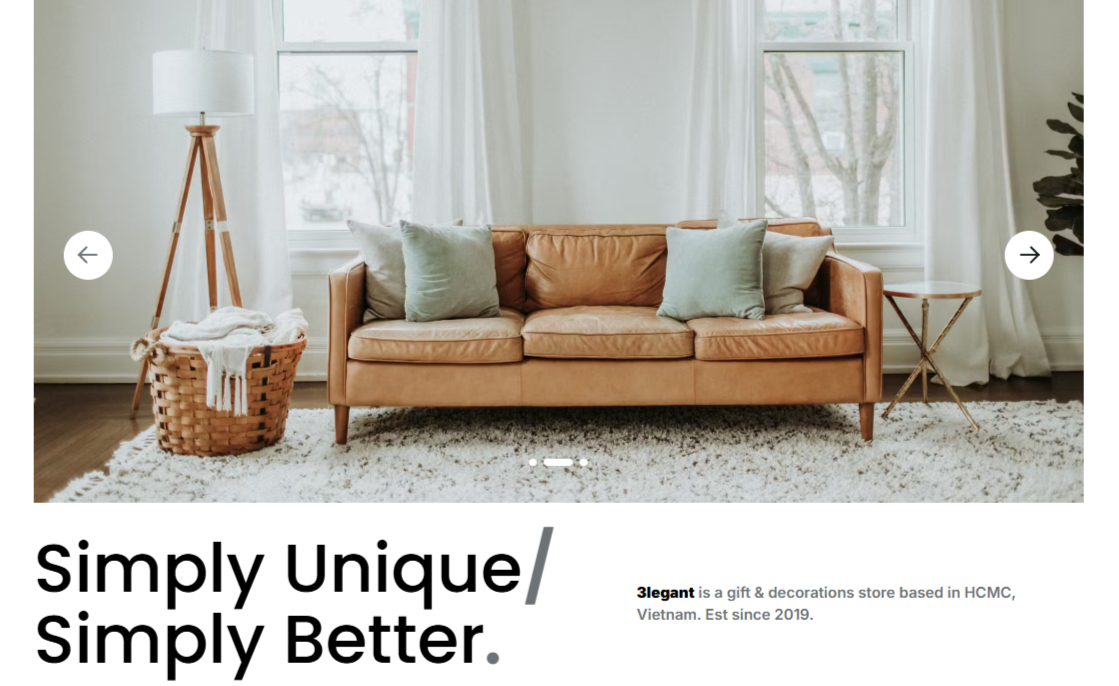 Simply Unique/
Simply Better.
3legant is a gift & decorations store based in HCMC,
Vietnam. Est since 2019.